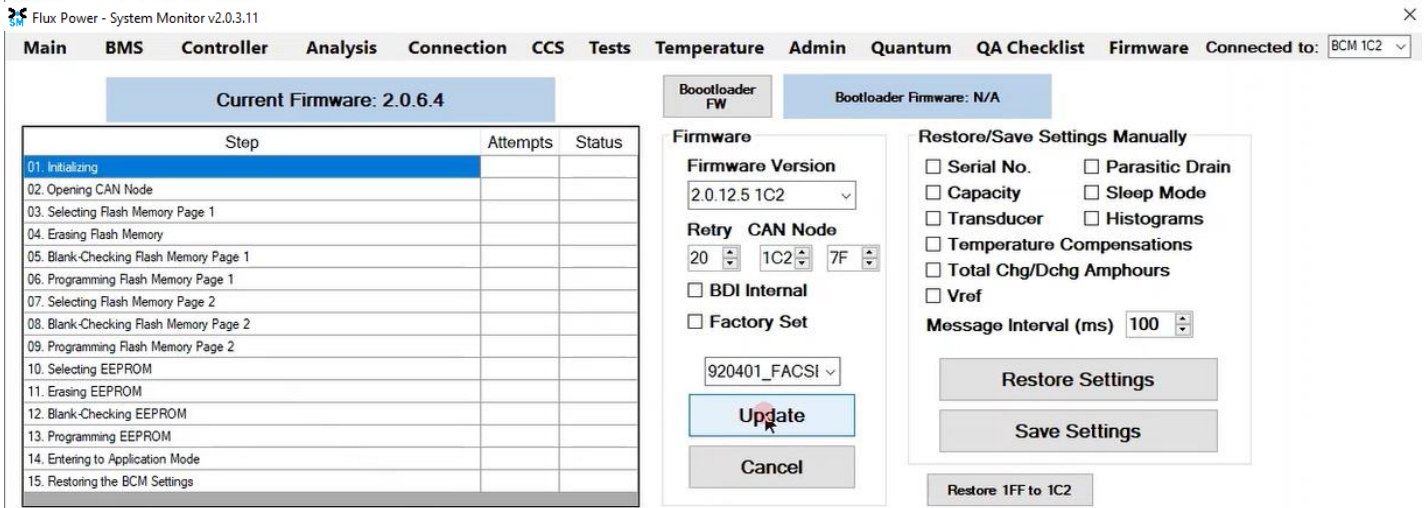 SM Flux Power - System Monitor v2.0.3.11
Main BMS Controller Analysis Connection CCS Tests Temperature Admin Quantum QA Checklist Firmware Connected to: BCM 1C2
Current Firmware: 2.0.6.4
Step Attempts Status
01. Initializing
02. Opening CAN Node
03. Selecting Flash Memory Page 1
04. Erasing Flash Memory
05. Blank-Checking Flash Memory Page 1
06. Programming Flash Memory Page 1
07. Selecting Flash Memory Page 2
08. Blank-Checking Flash Memory Page 2
09. Programming Flash Memory Page 2
10. Selecting EEPROM
11. Erasing EEPROM
12. Blank-Checking EEPROM
13. Programming EEPROM
14. Entering to Application Mode
15. Restoring the BCM Settings
Boootloader
FW
Bootloader Firmware: N/A
Firmware
Firmware Version
2.0.12.5 1C2
Retry CAN Node
20 1C2 7F
BDI Internal
Factory Set
920401_FACSI
Update
Cancel
Restore/Save Settings Manually
Serial No. Parasitic Drain
Capacity Sleep Mode
Transducer Histograms
Temperature Compensations
Total Chg/Dchg Amphours
Vref
Message Interval (ms) 100
Restore Settings
Save Settings
Restore 1FF to 1C2